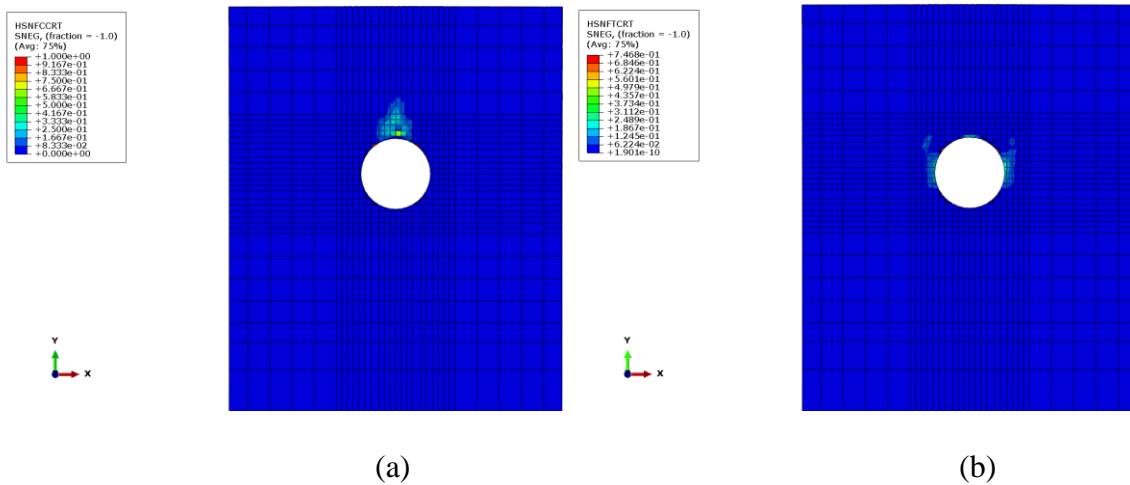 HSNFCCRT
SNEG, (fraction = -1.0)
(Avg: 75%)
+1.000e+00
+9.167e-01
+8.333e-01
+7.500e-01
+6.667e-01
+5.833e-01
+5.000e-01
+4.167e-01
+3.333e-01
+2.500e-01
+1.667e-01
+8.333e-02
+0.000e+00
Y
X
HSNFTCRT
SNEG, (fraction = -1.0)
(Avg: 75%)
+7.468e-01
+6.846e-01
+6.224e-01
+5.601e-01
+4.979e-01
+4.357e-01
+3.734e-01
+3.112e-01
+2.489e-01
+1.867e-01
+1.245e-01
+6.224e-02
+1.901e-10
Y
X
(a)
(b)